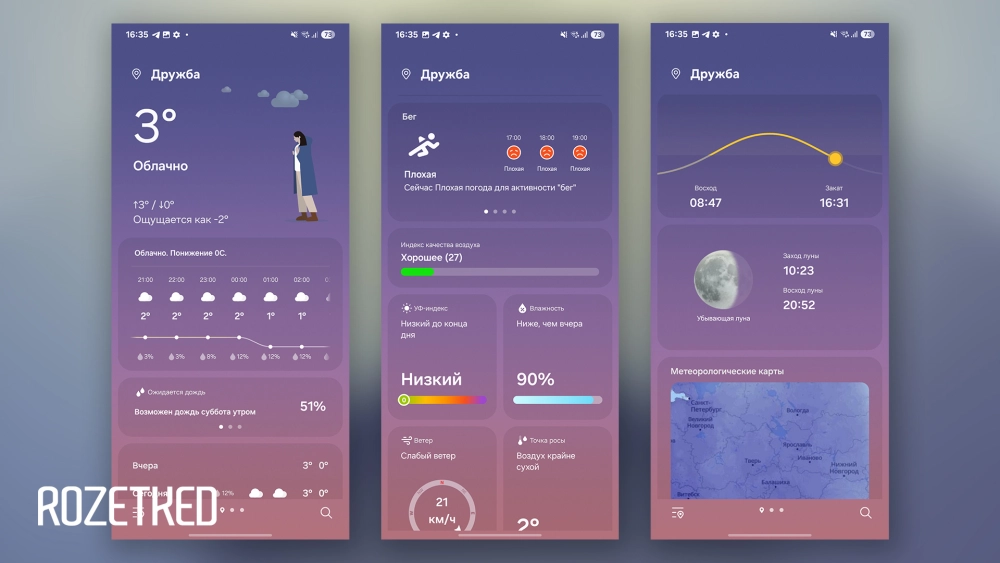 16:35
73
Дружба
3°
Облачно
↑3° / ↓0°
Ощущается как -2°
Облачно. Понижение 0C.
21:00 22:00 23:00 00:00 01:00 02:00
2° 2° 2° 2° 1° 1°
3% 3% 8% 12% 12% 12%
Ожидается дождь
Возможен дождь суббота утром
51%
Вчера 3° 0°
Сегодня 12% 3° 0°
ROZETKED
16:35
73
Дружба
Бег
17:00 18:00 19:00
Плохая Плохая Плохая
Плохая
Сейчас Плохая погода для активности "бег"
Индекс качества воздуха
Хорошее (27)
УФ-индекс
Низкий до конца
дня
Низкий
0
Влажность
Ниже, чем вчера
90%
Ветер
Слабый ветер
21
км/ч
Точка росы
Воздух крайне
сухой
2°
16:35
73
Дружба
Восход
08:47
Закат
16:31
Заход луны
10:23
Восход луны
20:52
Убывающая луна
Метеорологические карты
Санкт-
Петербург
Великий
Новгород
Вологда
Ярославль
Тверь
Иваново
Нижний
Новгород
Балашиха
Витебск